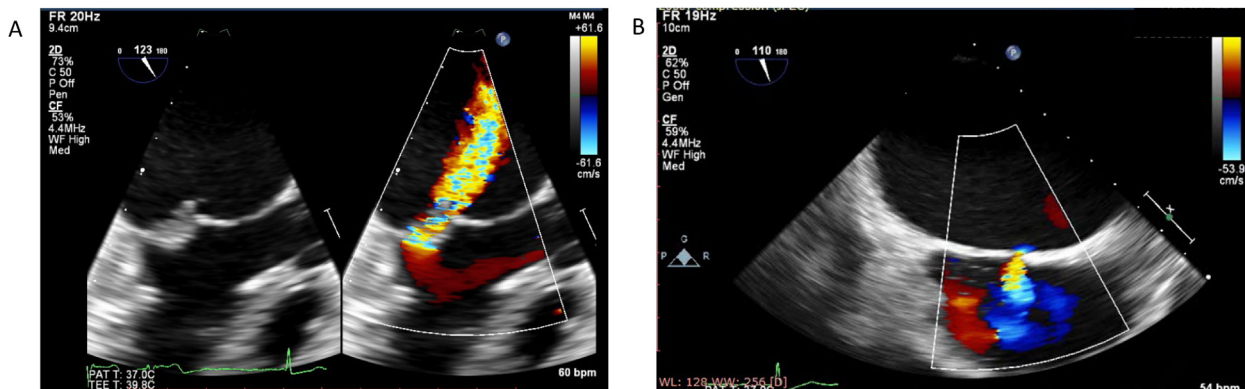 A
FR 20Hz
9.4cm
2D
73%
C 50
P Off
Pen
CF
53%
4.4MHz
WF High
Med
0 123 180
M4 M4
+61.6
P
-61.6
cm/s
PAT T: 37.0C
TEE T: 39.8C
60 bpm
B
FR 19Hz
10cm
2D
62%
C 50
P Off
Gen
CF
59%
4.4MHz
WF High
Med
0 110 180
P
-53.9
cm/s
X
G
P R
WL: 128 WW: 256 [D]
54 bpm